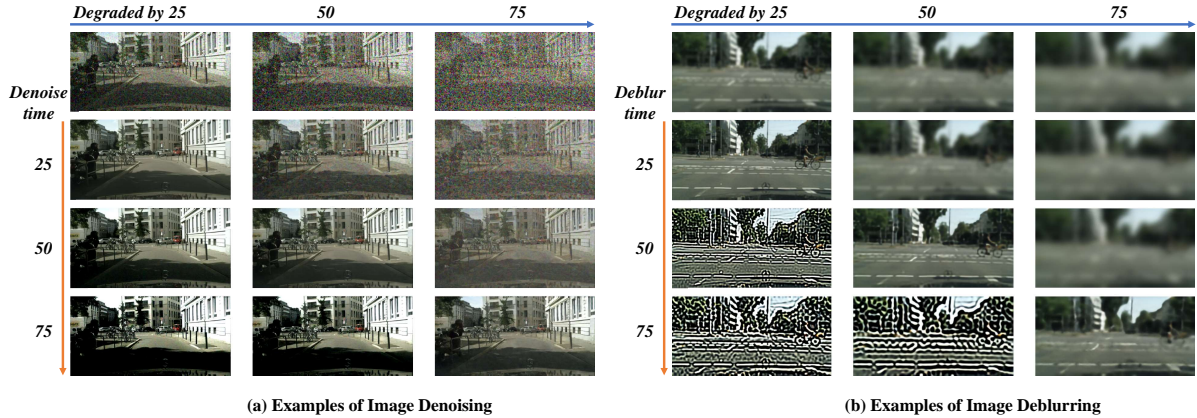 Degraded by 25 50 75
Denoise time
25
50
75
(a) Examples of Image Denoising
Degraded by 25 50 75
Deblur time
25
50
75
(b) Examples of Image Deblurring